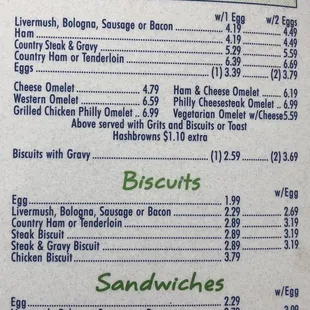 w/1 Egg w/2 Eggs
Livermush, Bologna, Sausage or Bacon 4.19 4.49
Ham 4.19 4.49
Country Steak & Gravy 5.29 5.59
Country Ham or Tenderloin 6.39 6.69
Eggs (1) 3.39 (2) 3.79
Cheese Omelet 4.79 Ham & Cheese Omelet 6.19
Western Omelet 6.59 Philly Cheesesteak Omelet .. 6.99
Grilled Chicken Philly Omelet .. 6.99 Vegetarian Omelet w/Cheese 5.59
Above served with Grits and Biscuits or Toast
Hashbrowns $1.10 extra
Biscuits with Gravy (1) 2.59 (2) 3.69
Biscuits
w/Egg
Egg 1.99
Livermush, Bologna, Sausage or Bacon 2.29 2.69
Country Ham or Tenderloin 2.89 3.19
Steak Biscuit 2.89 3.19
Steak & Gravy Biscuit 2.89 3.19
Chicken Biscuit 3.79
Sandwiches
w/Egg
Egg 2.29